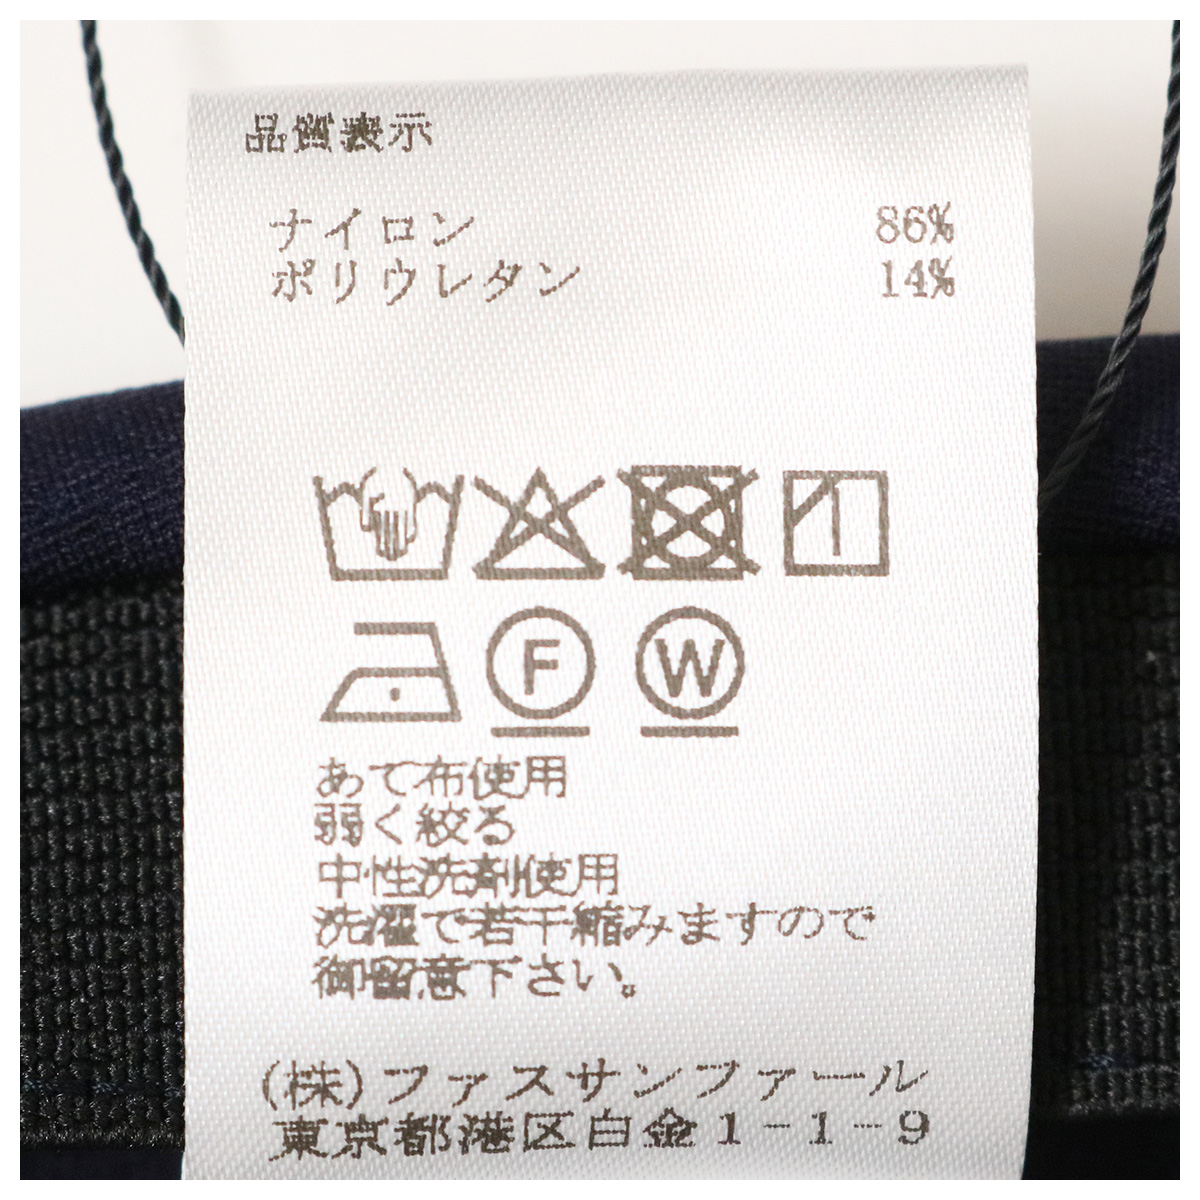 品質表示
ナイロン 86%
ポリウレタン 14%
F W
あて布使用
弱く絞る
中性洗剤使用
洗濯で若干縮みますので
御留意下さい。
(株)ファスサンファール
東京都港区白金1-1-9